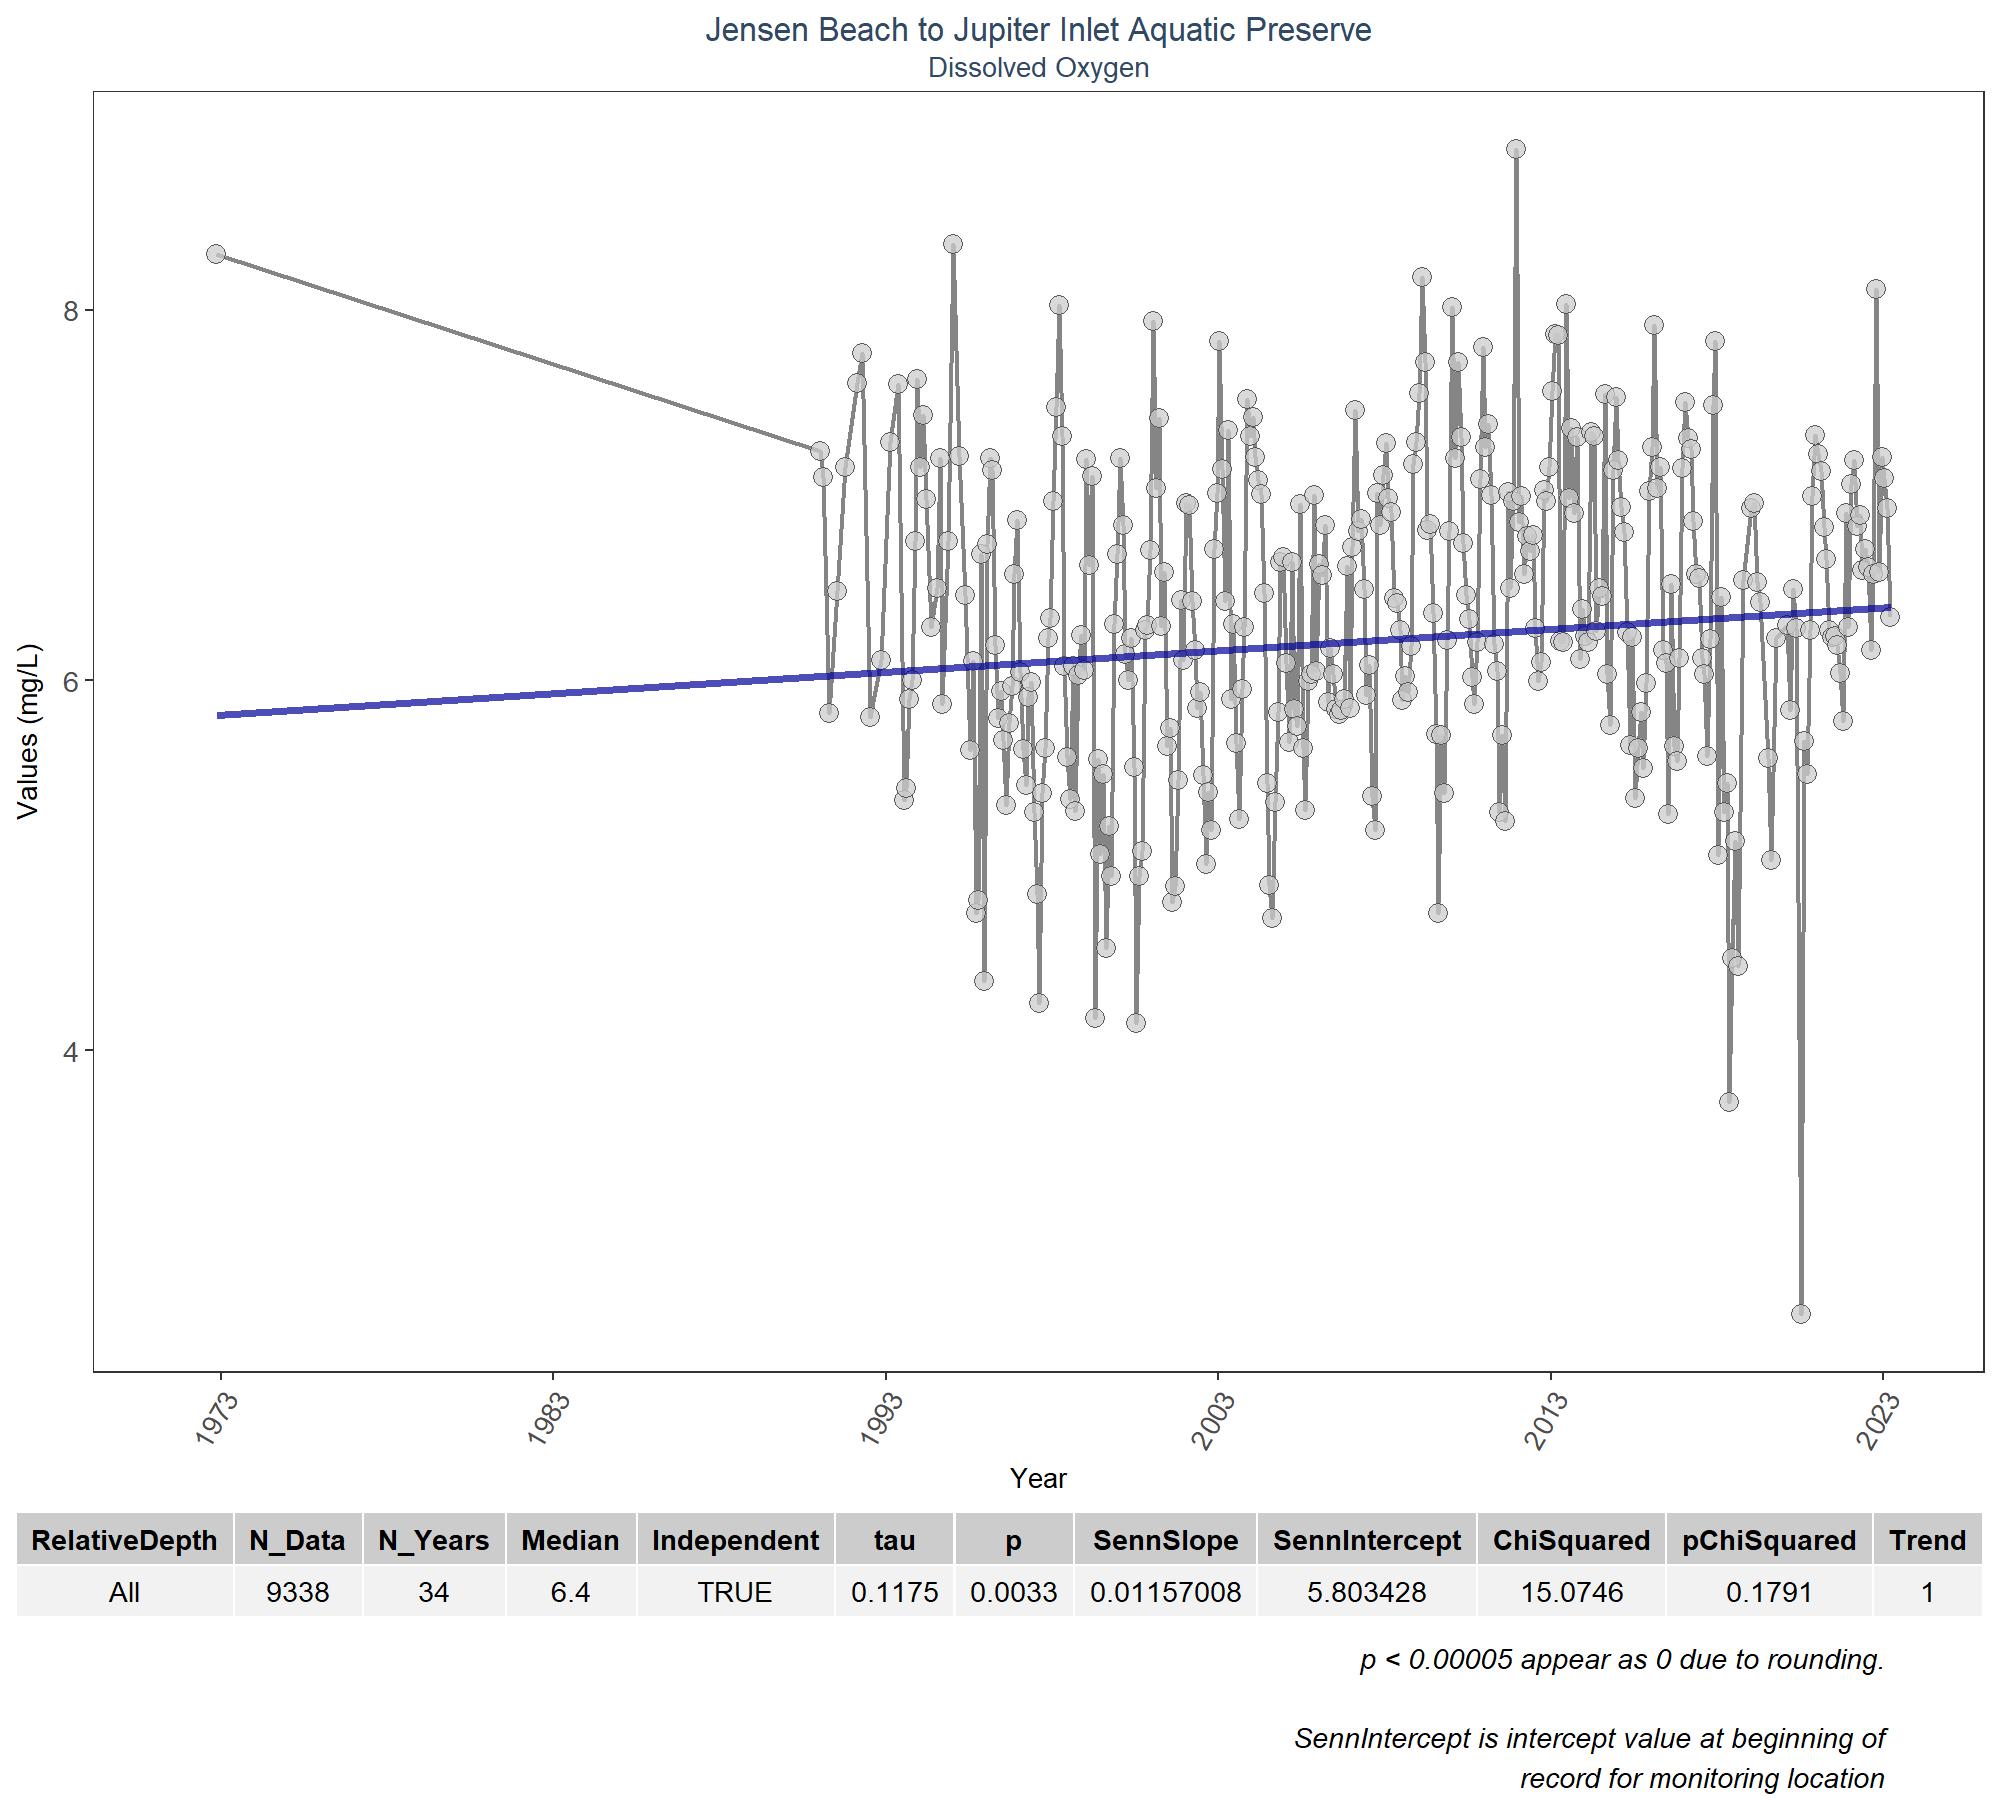 Jensen Beach to Jupiter Inlet Aquatic Preserve
Dissolved Oxygen
Values (mg/L)
8
6
4
1973
1983
1993
2003
2013
2023
Year
RelativeDepth N_Data N_Years Median Independent tau p SennSlope SennIntercept ChiSquared pChiSquared Trend
All 9338 34 6.4 TRUE 0.1175 0.0033 0.01157008 5.803428 15.0746 0.1791 1
p < 0.00005 appear as 0 due to rounding.
SennIntercept is intercept value at beginning of
record for monitoring location